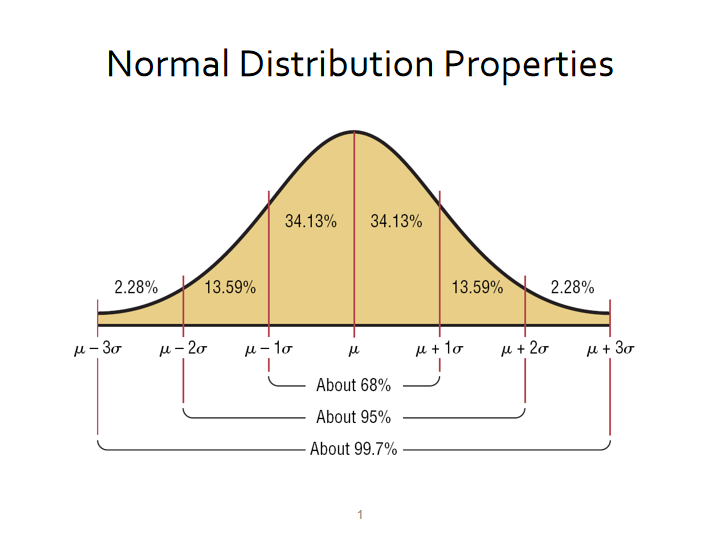 Normal Distribution Properties
34.13% 34.13%
2.28% 13.59% 13.59% 2.28%
μ − 3σ μ − 2σ μ − 1σ μ μ + 1σ μ + 2σ μ + 3σ
About 68%
About 95%
About 99.7%
1